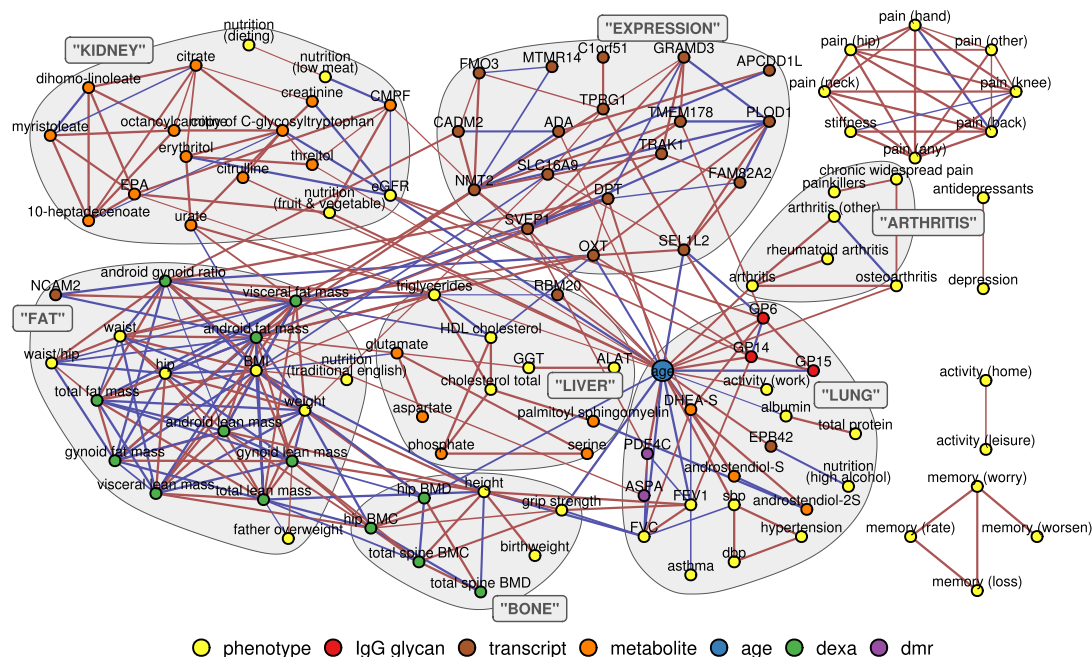 nutrition
(dieting)
"KIDNEY"
citrate
nutrition
(low meat)
dihomo-linoleate
creatinine
CMPF
myristoleate
octanoylcarnitine
of C-glycosyltryptophan
erythritol
threitol
citrulline
EPA
nutrition
(fruit & vegetable)
eGFR
10-heptadecenoate
urate
"EXPRESSION"
C1orf51
GRAMD3
MTMR14
FMO3
APCDD1L
TPRG1
CADM2
ADA
TMEM178
PLOD1
TRAK1
SLC16A9
NMT2
DPT
FAM82A2
SVEP1
OXT
SEL1L2
pain (hand)
pain (hip)
pain (other)
pain (neck)
pain (knee)
stiffness
pain (back)
pain (any)
chronic widespread pain
painkillers
antidepressants
arthritis (other)
"ARTHRITIS"
rheumatoid arthritis
arthritis
osteoarthritis
depression
android gynoid ratio
NCAM2
visceral fat mass
"FAT"
waist
android fat mass
waist/hip
hip
BMI
nutrition
(traditional english)
total fat mass
weight
android lean mass
gynoid fat mass
gynoid lean mass
visceral lean mass
total lean mass
father overweight
triglycerides
RBM20
HDL cholesterol
glutamate
GGT
ALAT
cholesterol total
"LIVER"
aspartate
palmitoyl sphingomyelin
phosphate
serine
GP6
GP14
GP15
age
activity (work)
"LUNG"
DHEA-S
albumin
total protein
PDE4C
EPB42
androstendiol-S
nutrition
(high alcohol)
ASPA
FEV1
sbp
androstendiol-2S
FVC
hypertension
dbp
asthma
hip BMD
height
grip strength
hip BMC
birthweight
total spine BMC
total spine BMD
"BONE"
activity (home)
activity (leisure)
memory (worry)
memory (rate)
memory (worsen)
memory (loss)
phenotype
IgG glycan
transcript
metabolite
age
dexa
dmr